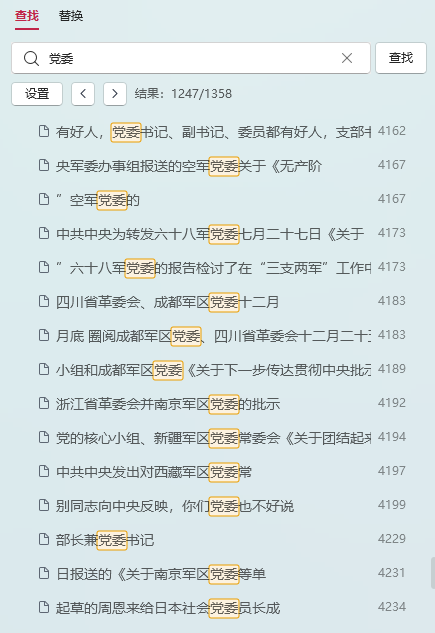 查找 替换
党委 查找
设置 结果：1247/1358
有好人，党委书记、副书记、委员都有好人，支部书 4162
央军委办事组报送的空军党委关于《无产阶 4167
”空军党委的 4167
中共中央为转发六十八军党委七月二十七日《关于 4173
”六十八军党委的报告检讨了在“三支两军”工作中 4173
四川省革委会、成都军区党委十二月 4183
月底 圈阅成都军区党委、四川省革委会十二月二十五 4183
小组和成都军区党委《关于下一步传达贯彻中央批示 4189
浙江省革委会并南京军区党委的批示 4192
党的核心小组、新疆军区党委常委会《关于团结起来 4194
中共中央发出对西藏军区党委常 4197
别同志向中央反映，你们党委也不好说 4199
部长兼党委书记 4229
日报送的《关于南京军区党委等单 4231
起草的周恩来给日本社会党委员长成 4234